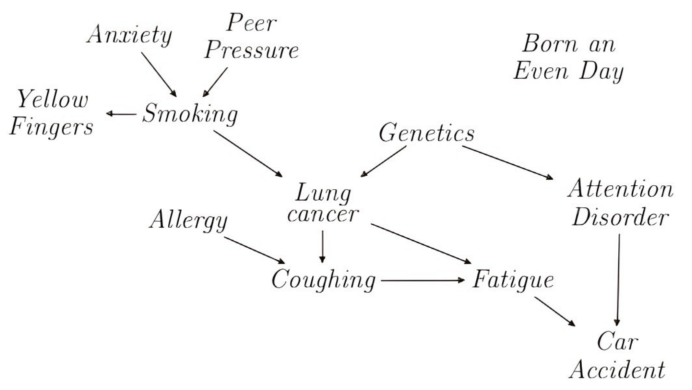 Anxiety
Peer
Pressure
Born an
Even Day
Yellow
Fingers
Smoking
Genetics
Lung
cancer
Attention
Disorder
Allergy
Coughing
Fatigue
Car
Accident